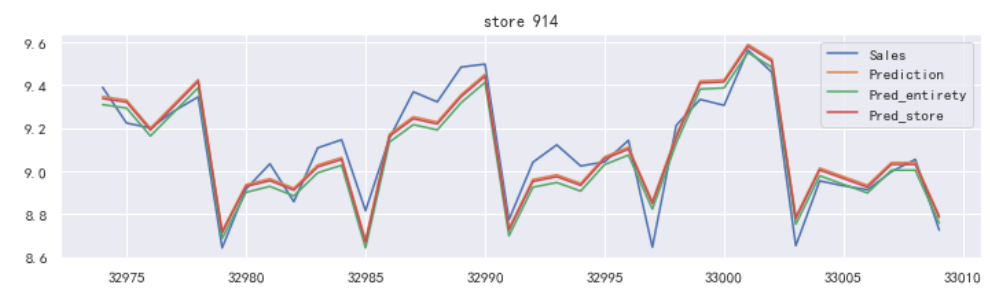 store 914
9.6
9.4
9.2
9.0
8.8
8.6
Sales
Prediction
Pred_entirety
Pred_store
32975 32980 32985 32990 32995 33000 33005 33010